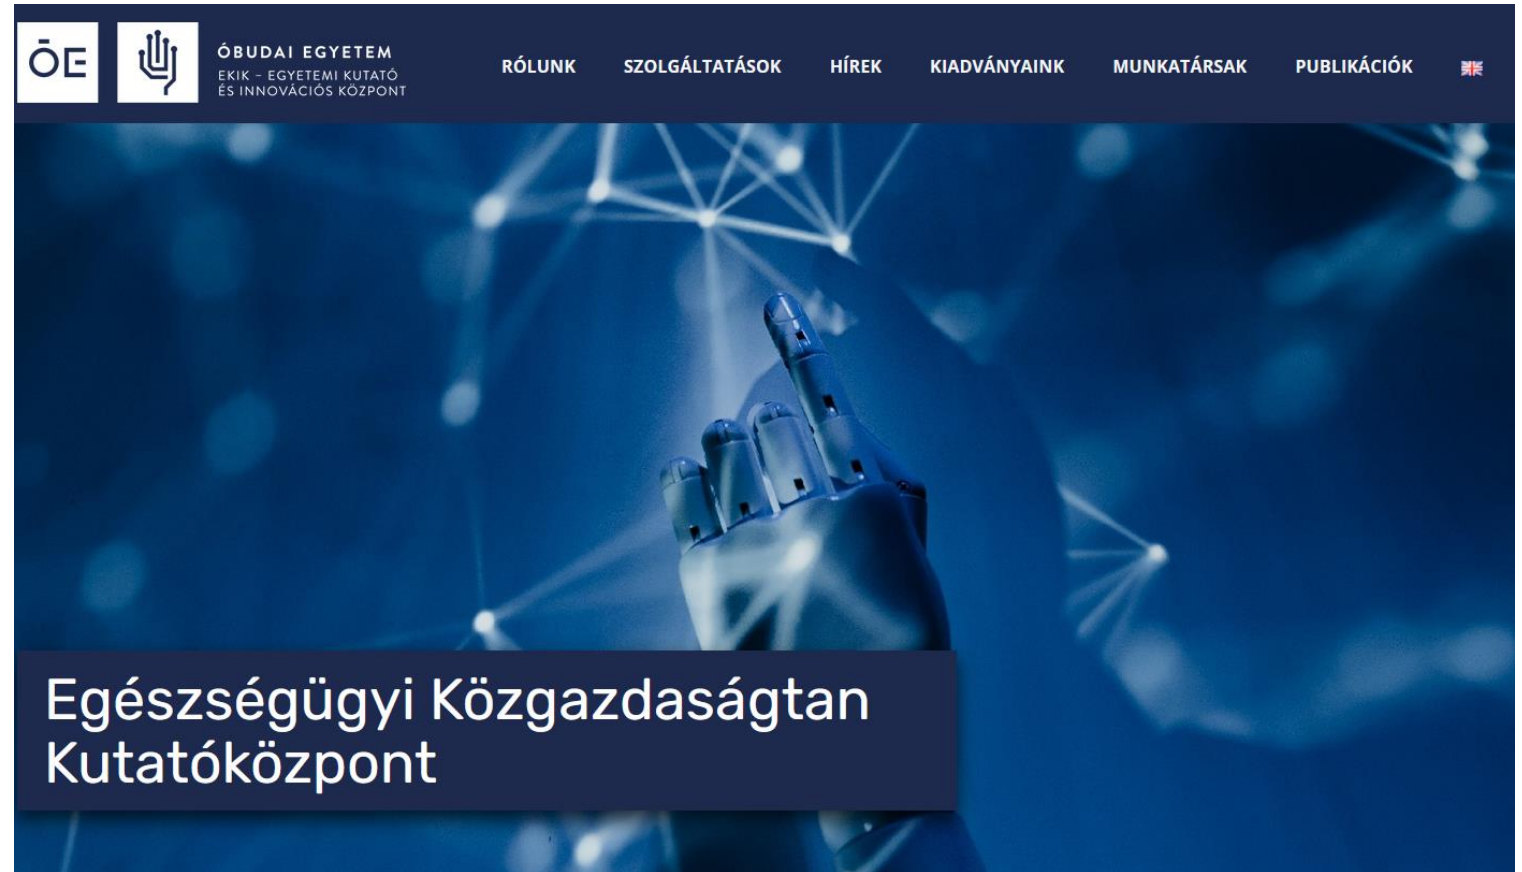 ŌE
ÓBUDAI EGYETEM
EKIK - EGYETEMI KUTATÓ
ÉS INNOVÁCIÓS KÖZPONT
RÓLUNK SZOLGÁLTATÁSOK HÍREK KIADVÁNYAINK MUNKATÁRSAK PUBLIKÁCIÓK
Egészségügyi Közgazdaságtan
Kutatóközpont